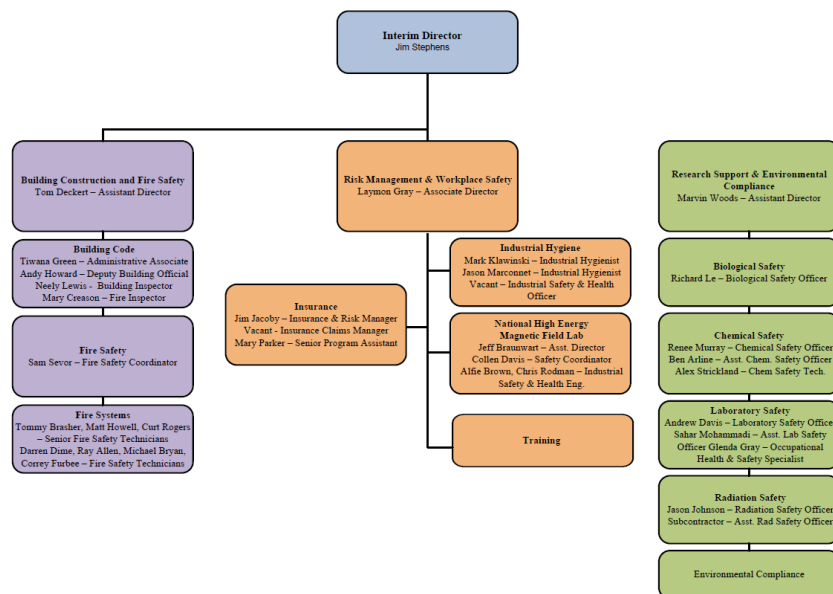 Interim Director
Jim Stephens
Building Construction and Fire Safety
Tom Deckert – Assistant Director
Risk Management & Workplace Safety
Laymon Gray – Associate Director
Research Support & Environmental
Compliance
Marvin Woods – Assistant Director
Building Code
Tiwana Green – Administrative Associate
Andy Howard – Deputy Building Official
Neely Lewis - Building Inspector
Mary Creason – Fire Inspector
Fire Safety
Sam Sevor – Fire Safety Coordinator
Fire Systems
Tommy Brasher, Matt Howell, Curt Rogers
– Senior Fire Safety Technicians
Darren Dime, Ray Allen, Michael Bryan,
Correy Furbee – Fire Safety Technicians
Insurance
Jim Jacoby – Insurance & Risk Manager
Vacant - Insurance Claims Manager
Mary Parker – Senior Program Assistant
Industrial Hygiene
Mark Klawinski – Industrial Hygienist
Jason Marconnet – Industrial Hygienist
Vacant – Industrial Safety & Health
Officer
National High Energy
Magnetic Field Lab
Jeff Braunwart – Asst. Director
Collen Davis – Safety Coordinator
Alfie Brown, Chris Rodman – Industrial
Safety & Health Eng.
Training
Biological Safety
Richard Le – Biological Safety Officer
Chemical Safety
Renee Murray – Chemical Safety Officer
Ben Arline – Asst. Chem. Safety Officer
Alex Strickland – Chem Safety Tech.
Laboratory Safety
Andrew Davis – Laboratory Safety Office
Sahar Mohammadi – Asst. Lab Safety
Officer Glenda Gray – Occupational
Health & Safety Specialist
Radiation Safety
Jason Johnson – Radiation Safety Officer
Subcontractor – Asst. Rad Safety Officer
Environmental Compliance